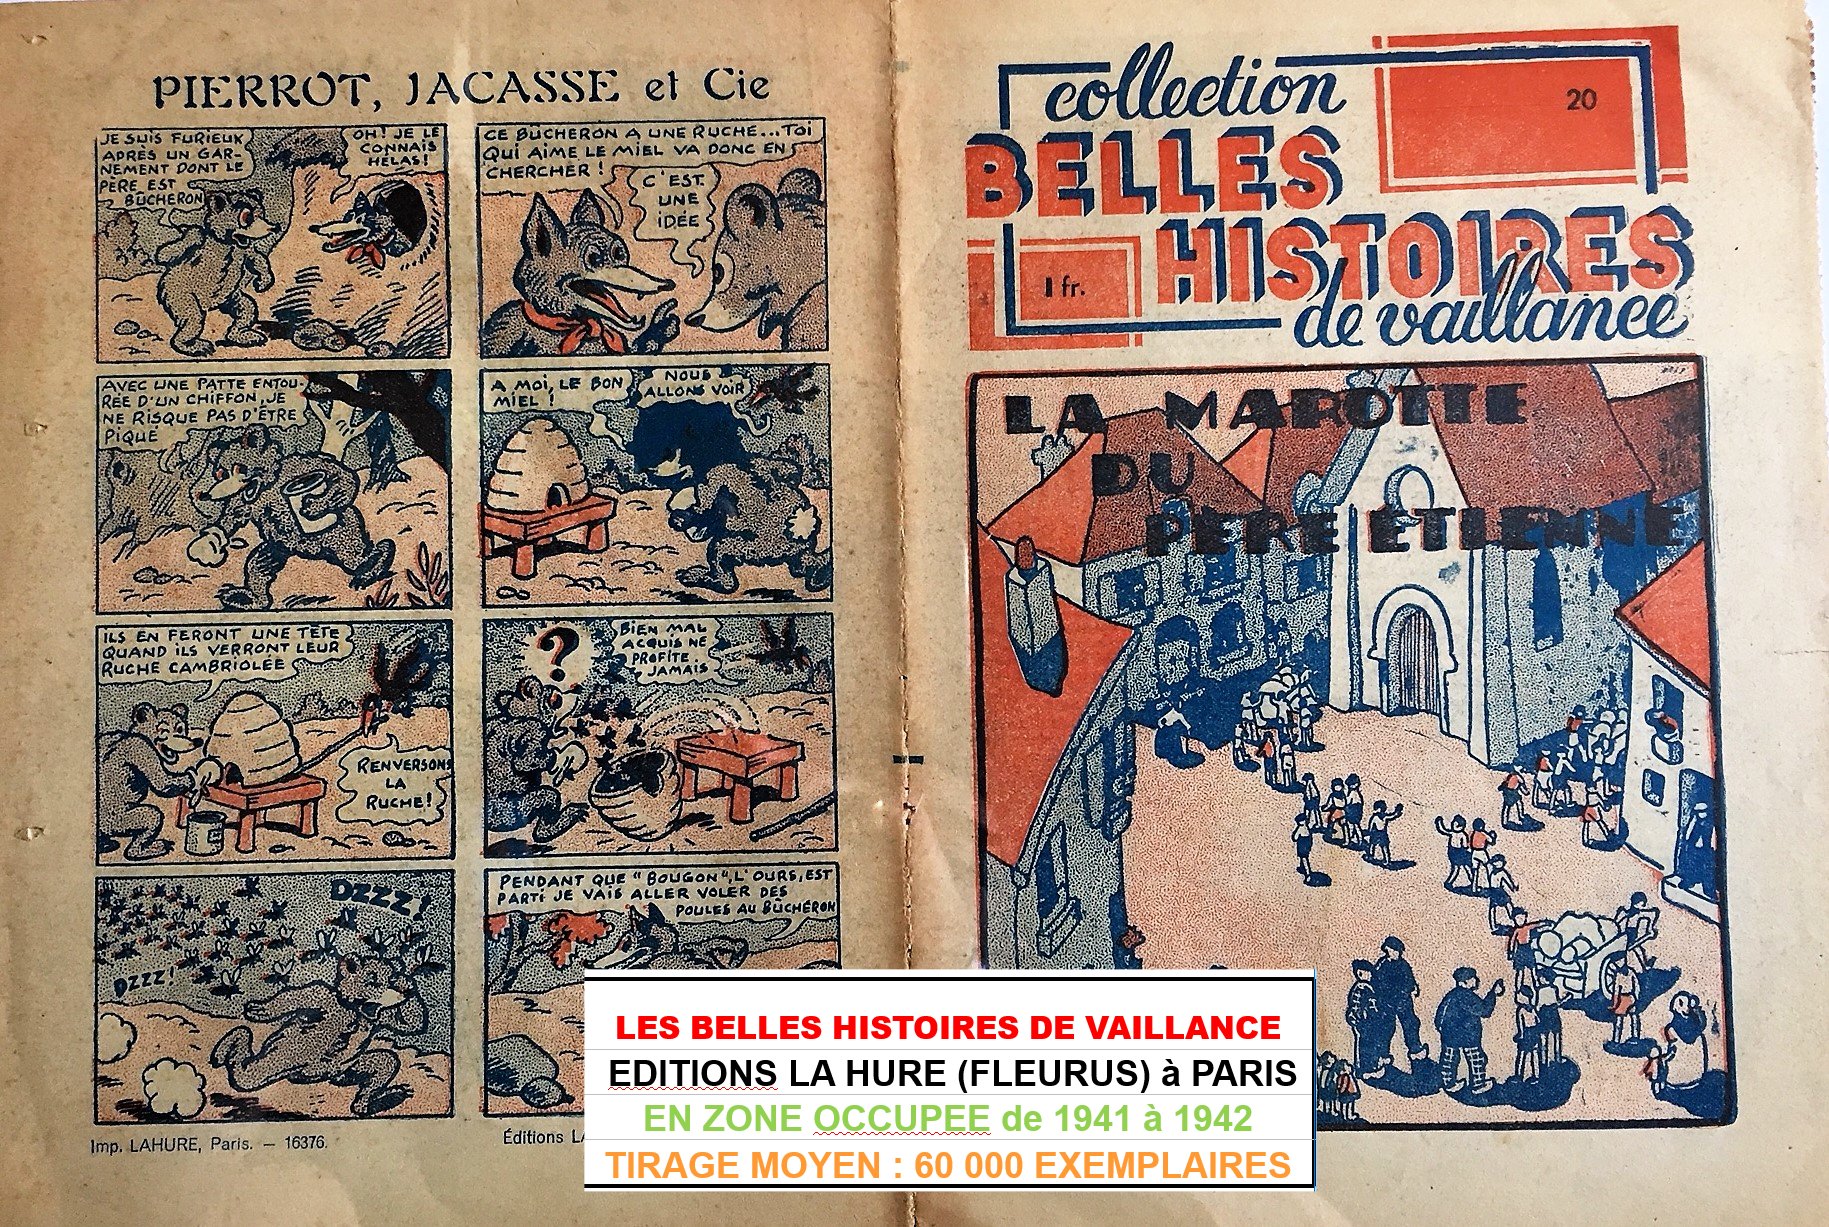 PIERROT, JACASSE et Cie
JE SUIS FURIEUX
APRÈS UN GAR-
NEMENT DONT LE
PÈRE EST
BÛCHERON
OH! JE LE
CONNAIS
HÉLAS!
CE BÛCHERON A UNE RUCHE...TOI
QUI AIME LE MIEL VA DONC EN
CHERCHER !
C'EST
UNE
IDÉE
AVEC UNE PATTE ENTOU-
RÉE D'UN CHIFFON, JE
NE RISQUE PAS D'ÊTRE
PIQUÉ
A MOI, LE BON
MIEL !
NOUS
ALLONS VOIR
ILS EN FERONT UNE TÊTE
QUAND ILS VERRONT LEUR
RUCHE CAMBRIOLÉE
RENVERSONS
LA
RUCHE!
?
BIEN MAL
ACQUIS NE
PROFITE
JAMAIS
DZZZ!
DZZZ!
PENDANT QUE "BOUGON", L'OURS, EST
PARTI JE VAIS ALLER VOLER DES
POULES AU BÛCHERON
Imp. LAHURE, Paris. — 16376.
Éditions
collection
20
BELLES
HISTOIRES
1 fr.
de vaillance
LA MAROTTE
DU
PÈRE ÉTIENNE
LES BELLES HISTOIRES DE VAILLANCE
EDITIONS LA HURE (FLEURUS) à PARIS
EN ZONE OCCUPEE de 1941 à 1942
TIRAGE MOYEN : 60 000 EXEMPLAIRES